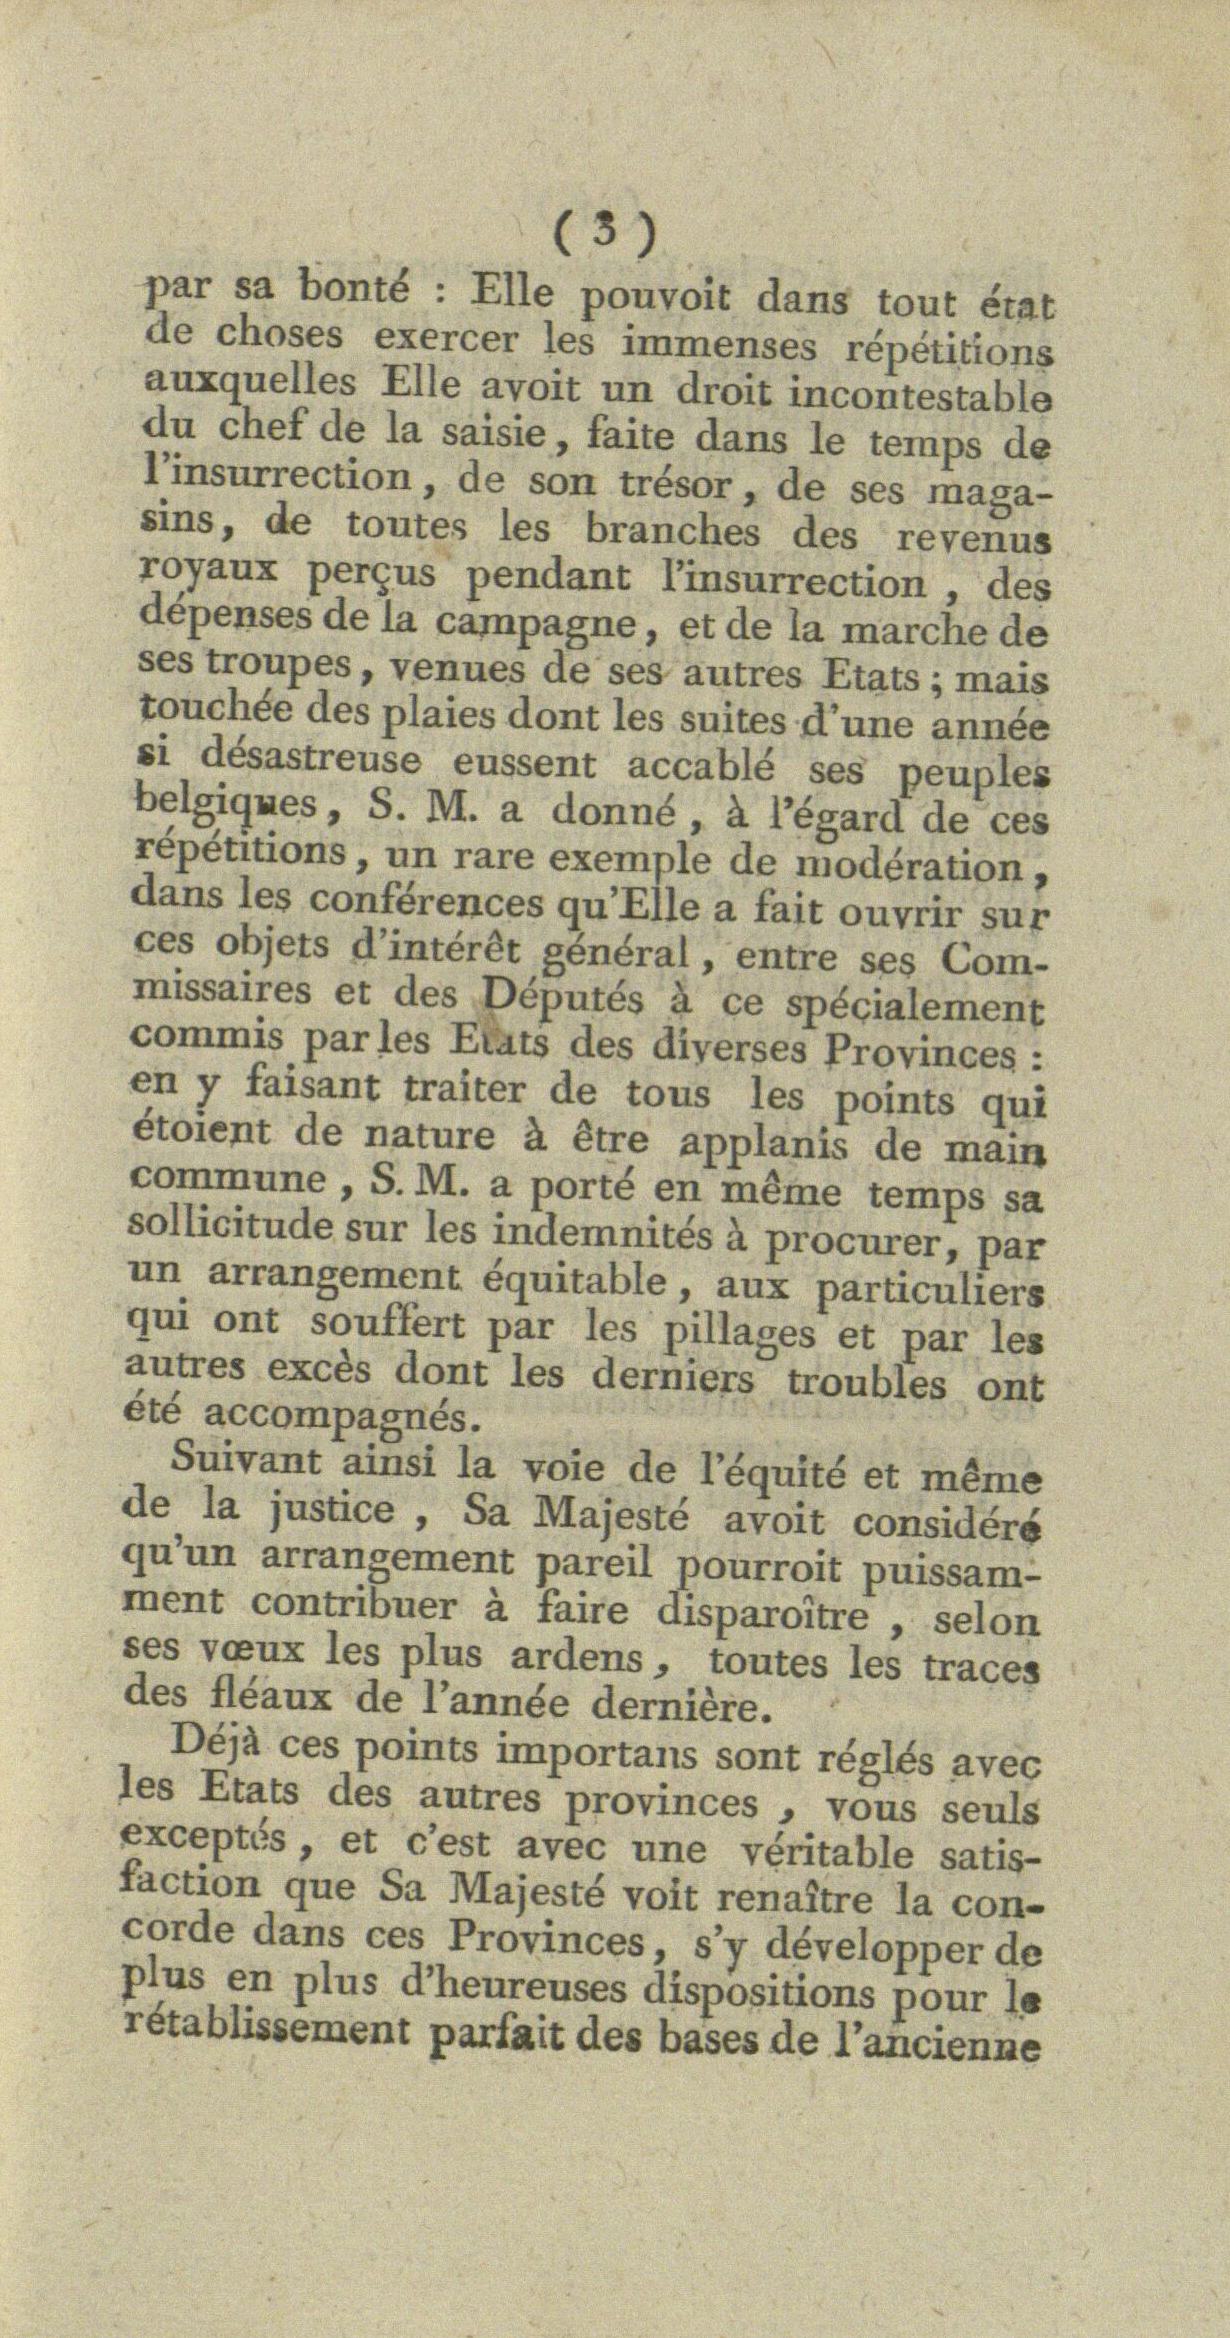 ( 3 )
par sa bonté : Elle pouvoit dans tout état
de choses exercer les immenses répétitions
auxquelles Elle avoit un droit incontestable
du chef de la saisie, faite dans le temps de
l'insurrection, de son trésor, de ses maga-
sins, de toutes les branches des revenus
royaux perçus pendant l'insurrection, des
dépenses de la campagne, et de la marche de
ses troupes, venues de ses autres Etats ; mais
touchée des plaies dont les suites d'une année
si désastreuse eussent accablé ses peuples
belgiques, S. M. a donné, à l'égard de ces
répétitions, un rare exemple de modération,
dans les conférences qu'Elle a fait ouvrir sur
ces objets d'intérêt général, entre ses Com-
missaires et des Députés à ce spécialement
commis par les Etats des diverses Provinces :
en y faisant traiter de tous les points qui
étoient de nature à être applanis de main
commune, S. M. a porté en même temps sa
sollicitude sur les indemnités à procurer, par
un arrangement équitable, aux particuliers
qui ont souffert par les pillages et par les
autres excès dont les derniers troubles ont
été accompagnés.
Suivant ainsi la voie de l'équité et même
de la justice, Sa Majesté avoit considéré
qu'un arrangement pareil pourroit puissam-
ment contribuer à faire disparoître, selon
ses vœux les plus ardens, toutes les traces
des fléaux de l'année dernière.
Déjà ces points importans sont réglés avec
les Etats des autres provinces, vous seuls
exceptés, et c'est avec une véritable satis-
faction que Sa Majesté voit renaître la con-
corde dans ces Provinces, s'y développer de
plus en plus d'heureuses dispositions pour le
rétablissement parfait des bases de l'ancienne